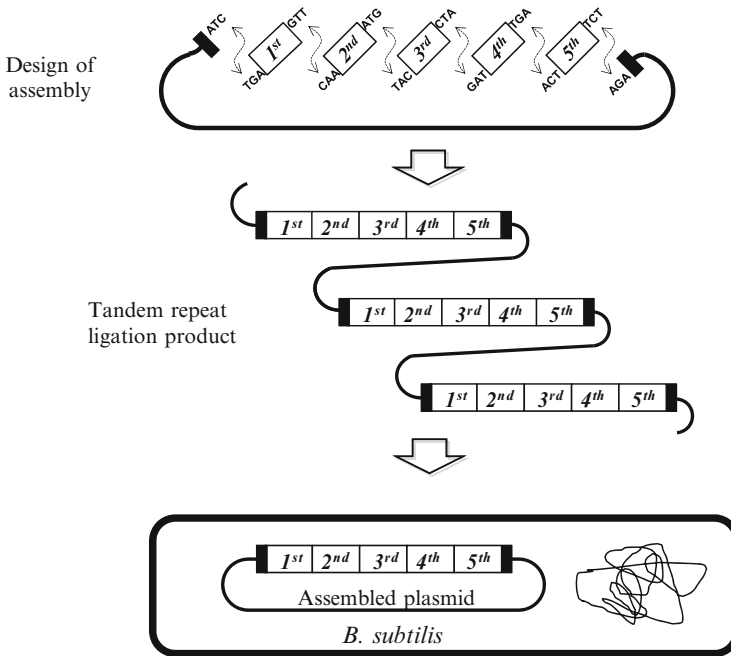 ATC GTT ATG CTA TGA TCT
1st 2nd 3rd 4th 5th
TGA CAA TAC GAT ACT AGA
Design of
assembly
1st 2nd 3rd 4th 5th
Tandem repeat
ligation product
1st 2nd 3rd 4th 5th
1st 2nd 3rd 4th 5th
1st 2nd 3rd 4th 5th
Assembled plasmid
B. subtilis